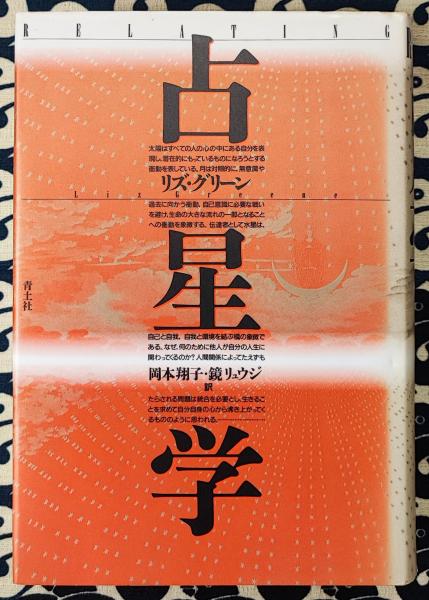 RELATING
占星学
太陽はすべての人の心の中にある自分を表
現し、潜在的にもっているものになろうとする
衝動を表している。月は対照的に、無意識や
リズ・グリーン
Liz Greene
過去に向かう衝動、自己意識に必要な戦い
を避け、生命の大きな流れの一部となること
への衝動を象徴する。伝達者として水星は、
青土社
自己と自我、自我と環境を結ぶ橋の象徴で
ある。なぜ、何のために他人が自分の人生に
関わってくるのか?人間関係によってたえずも
岡本翔子・鏡リュウジ
訳
たらされる問題は統合を必要とし、生きるこ
とを求めて自分自身の心から湧き上がってく
るもののように思われる。